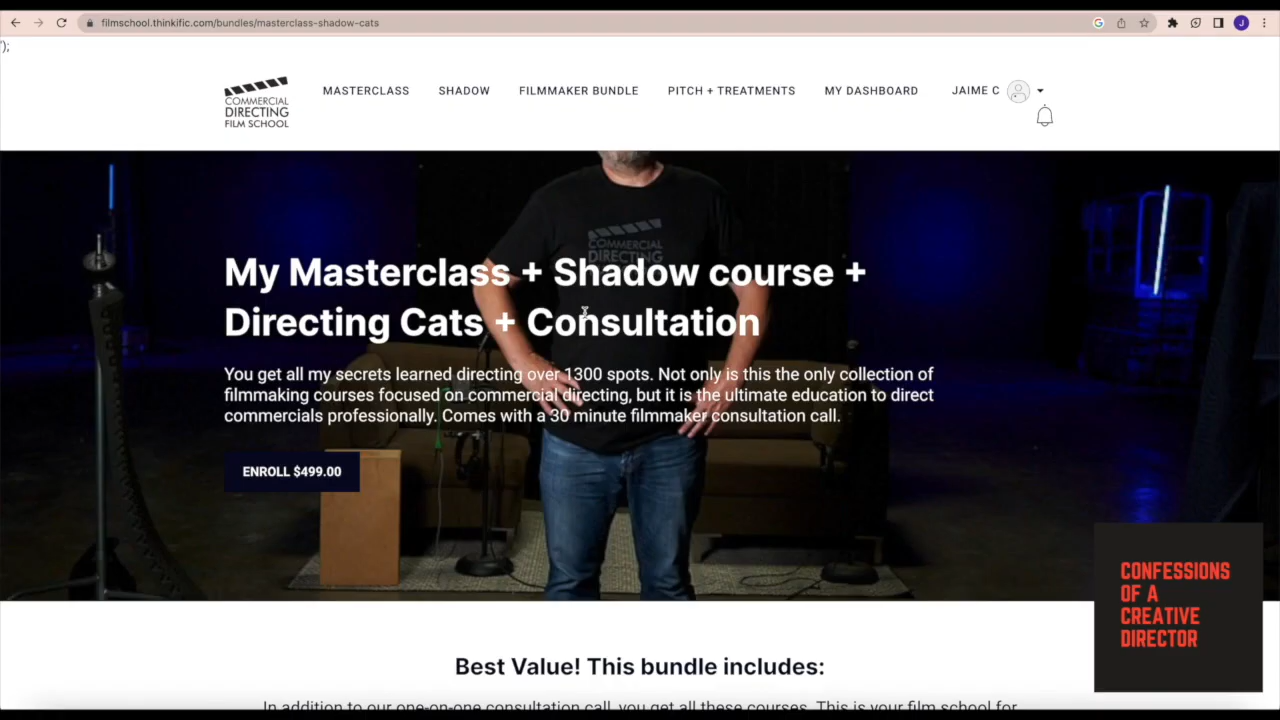 filmschool.thinkific.com/bundles/masterclass-shadow-cats
J
');
COMMERCIAL
DIRECTING
FILM SCHOOL
MASTERCLASS
SHADOW
FILMMAKER BUNDLE
PITCH + TREATMENTS
MY DASHBOARD
JAIME C
COMMERCIAL
DIRECTING
My Masterclass + Shadow course +
Directing Cats + Consultation
You get all my secrets learned directing over 1300 spots. Not only is this the only collection of
filmmaking courses focused on commercial directing, but it is the ultimate education to direct
commercials professionally. Comes with a 30 minute filmmaker consultation call.
ENROLL $499.00
CONFESSIONS
OF A
CREATIVE
DIRECTOR
Best Value! This bundle includes:
In addition to our one-on-one consultation call, you get all these courses. This is your film school for